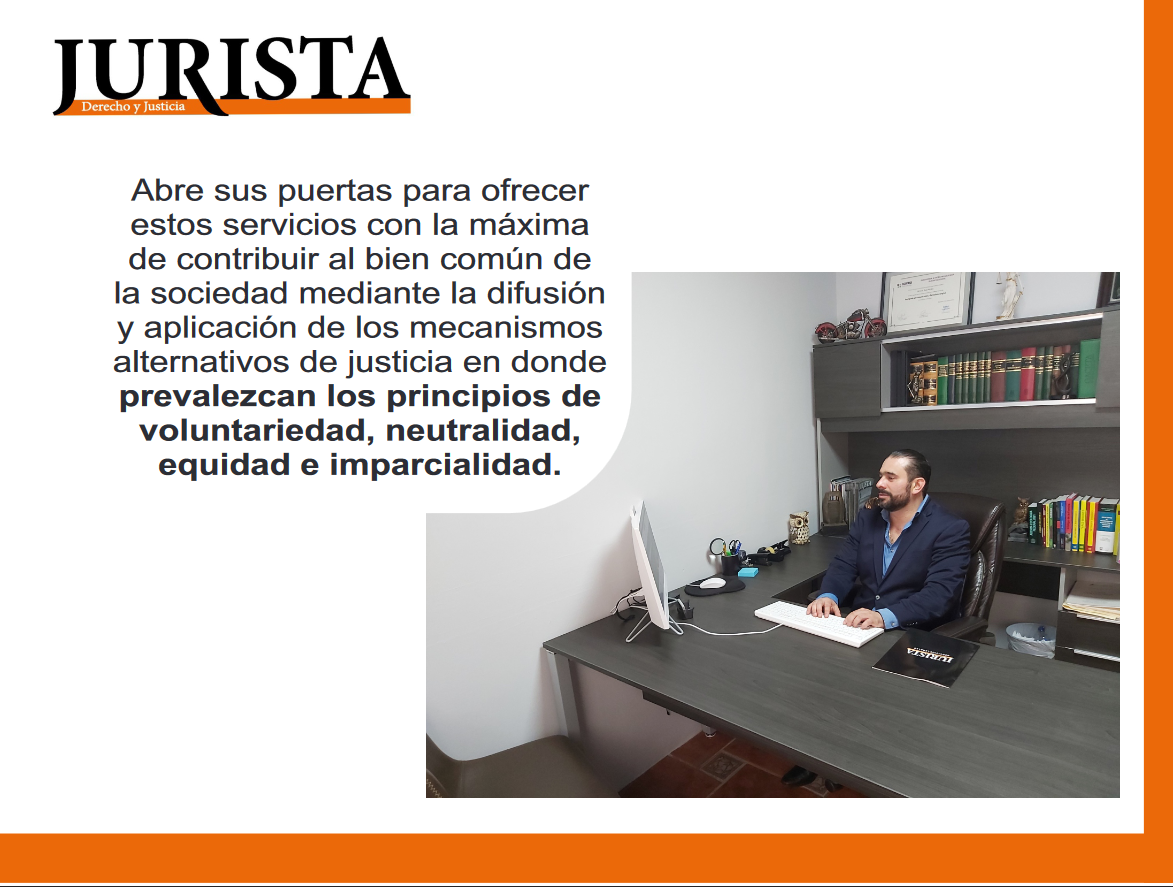 JURISTA
Derecho y Justicia
Abre sus puertas para ofrecer
estos servicios con la máxima
de contribuir al bien común de
la sociedad mediante la difusión
y aplicación de los mecanismos
alternativos de justicia en donde
prevalezcan los principios de
voluntariedad, neutralidad,
equidad e imparcialidad.
JURISTA